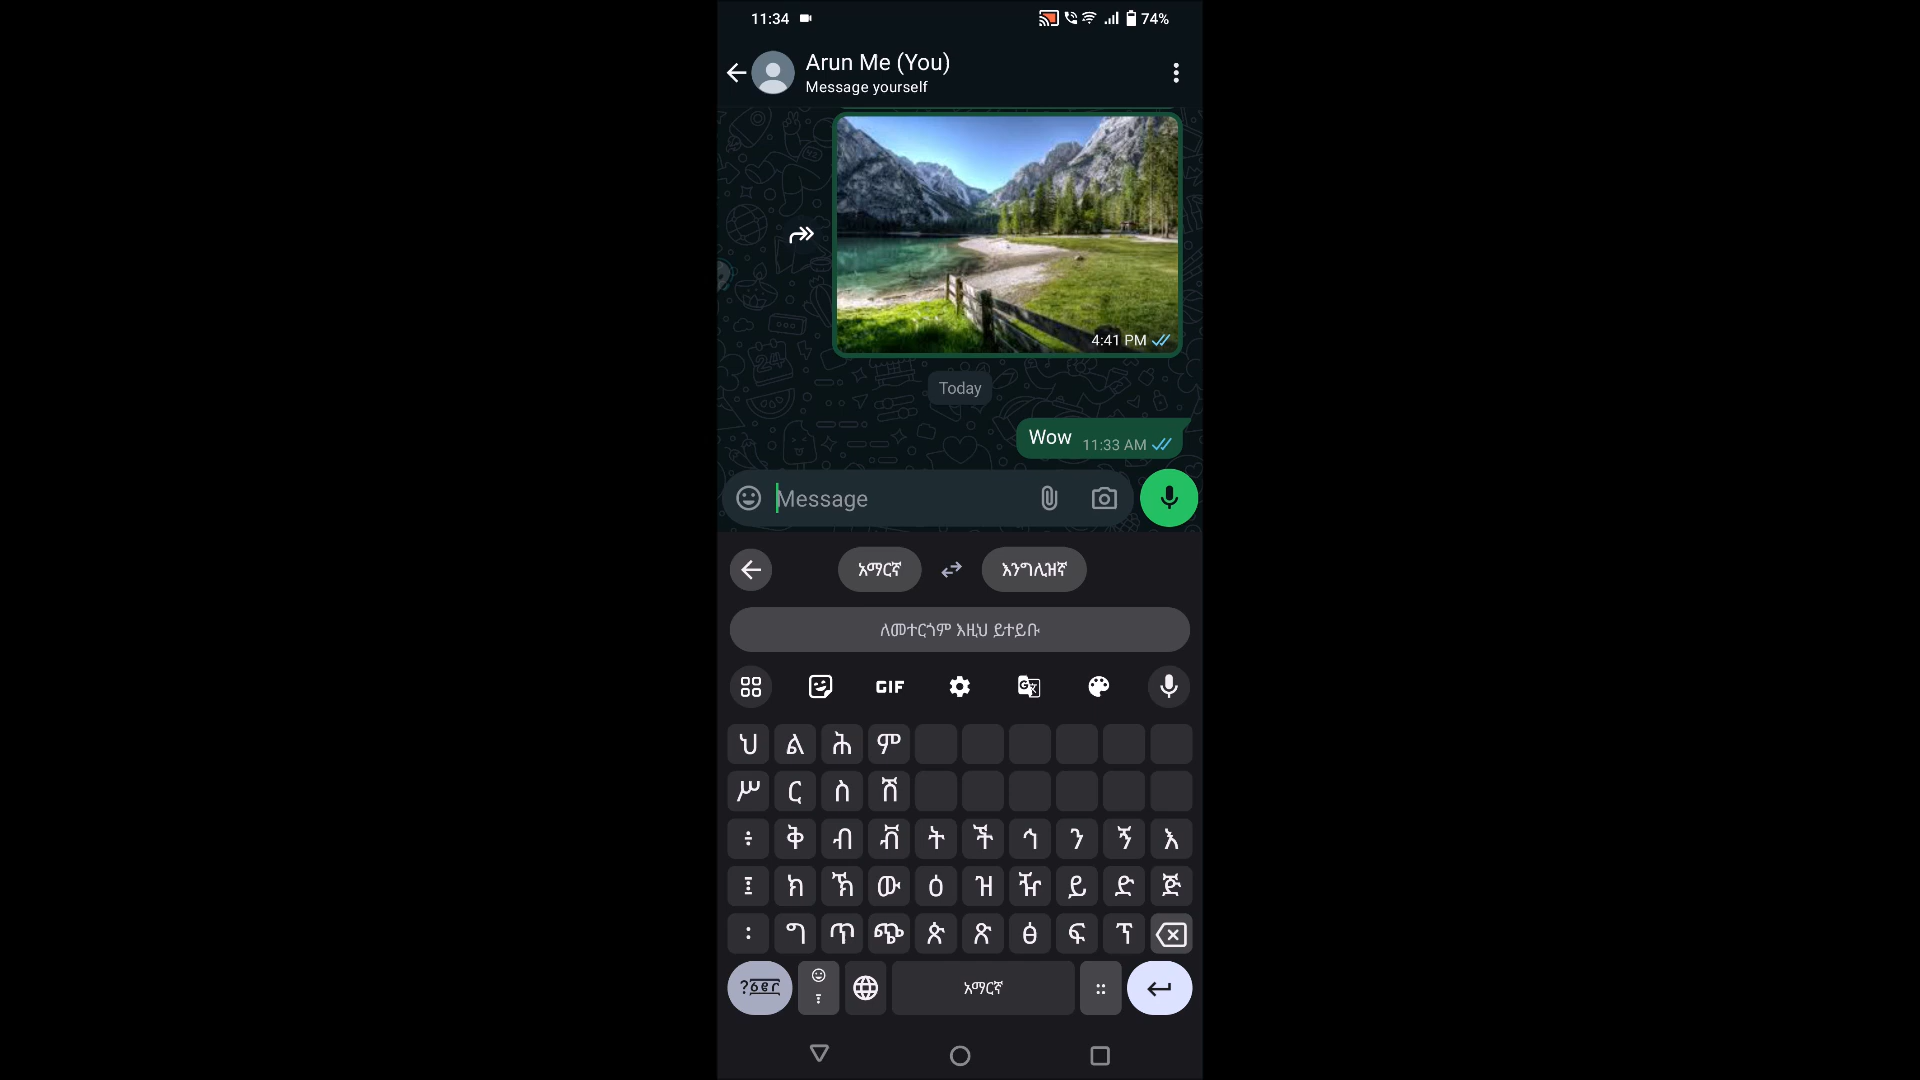 11:34
74%
Arun Me (You)
Message yourself
4:41 PM
Today
Wow 11:33 AM
Message
አማርኛ እንግሊዝኛ
ለመተርጎም እዚህ ይተይቡ
GIF
ህ ል ሕ ም
ሥ ር ስ ሽ
፥ ቅ ብ ቭ ት ች ኅ ን ኝ እ
፤ ክ ኽ ው ዕ ዝ ዥ ይ ድ ጅ
፡ ግ ጥ ጭ ጵ ጽ ፅ ፍ ፕ
?፩፪፫ ፣ አማርኛ ።